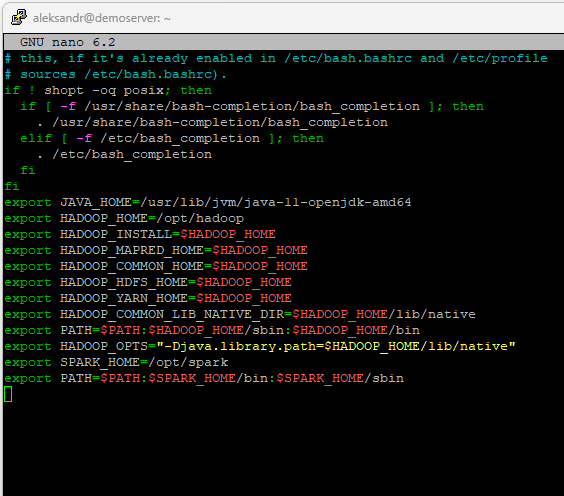 aleksandr@demoserver: ~
GNU nano 6.2
# this, if it's already enabled in /etc/bash.bashrc and /etc/profile
# sources /etc/bash.bashrc).
if ! shopt -oq posix; then
  if [ -f /usr/share/bash-completion/bash_completion ]; then
    . /usr/share/bash-completion/bash_completion
  elif [ -f /etc/bash_completion ]; then
    . /etc/bash_completion
  fi
fi
export JAVA_HOME=/usr/lib/jvm/java-11-openjdk-amd64
export HADOOP_HOME=/opt/hadoop
export HADOOP_INSTALL=$HADOOP_HOME
export HADOOP_MAPRED_HOME=$HADOOP_HOME
export HADOOP_COMMON_HOME=$HADOOP_HOME
export HADOOP_HDFS_HOME=$HADOOP_HOME
export HADOOP_YARN_HOME=$HADOOP_HOME
export HADOOP_COMMON_LIB_NATIVE_DIR=$HADOOP_HOME/lib/native
export PATH=$PATH:$HADOOP_HOME/sbin:$HADOOP_HOME/bin
export HADOOP_OPTS="-Djava.library.path=$HADOOP_HOME/lib/native"
export SPARK_HOME=/opt/spark
export PATH=$PATH:$SPARK_HOME/bin:$SPARK_HOME/sbin